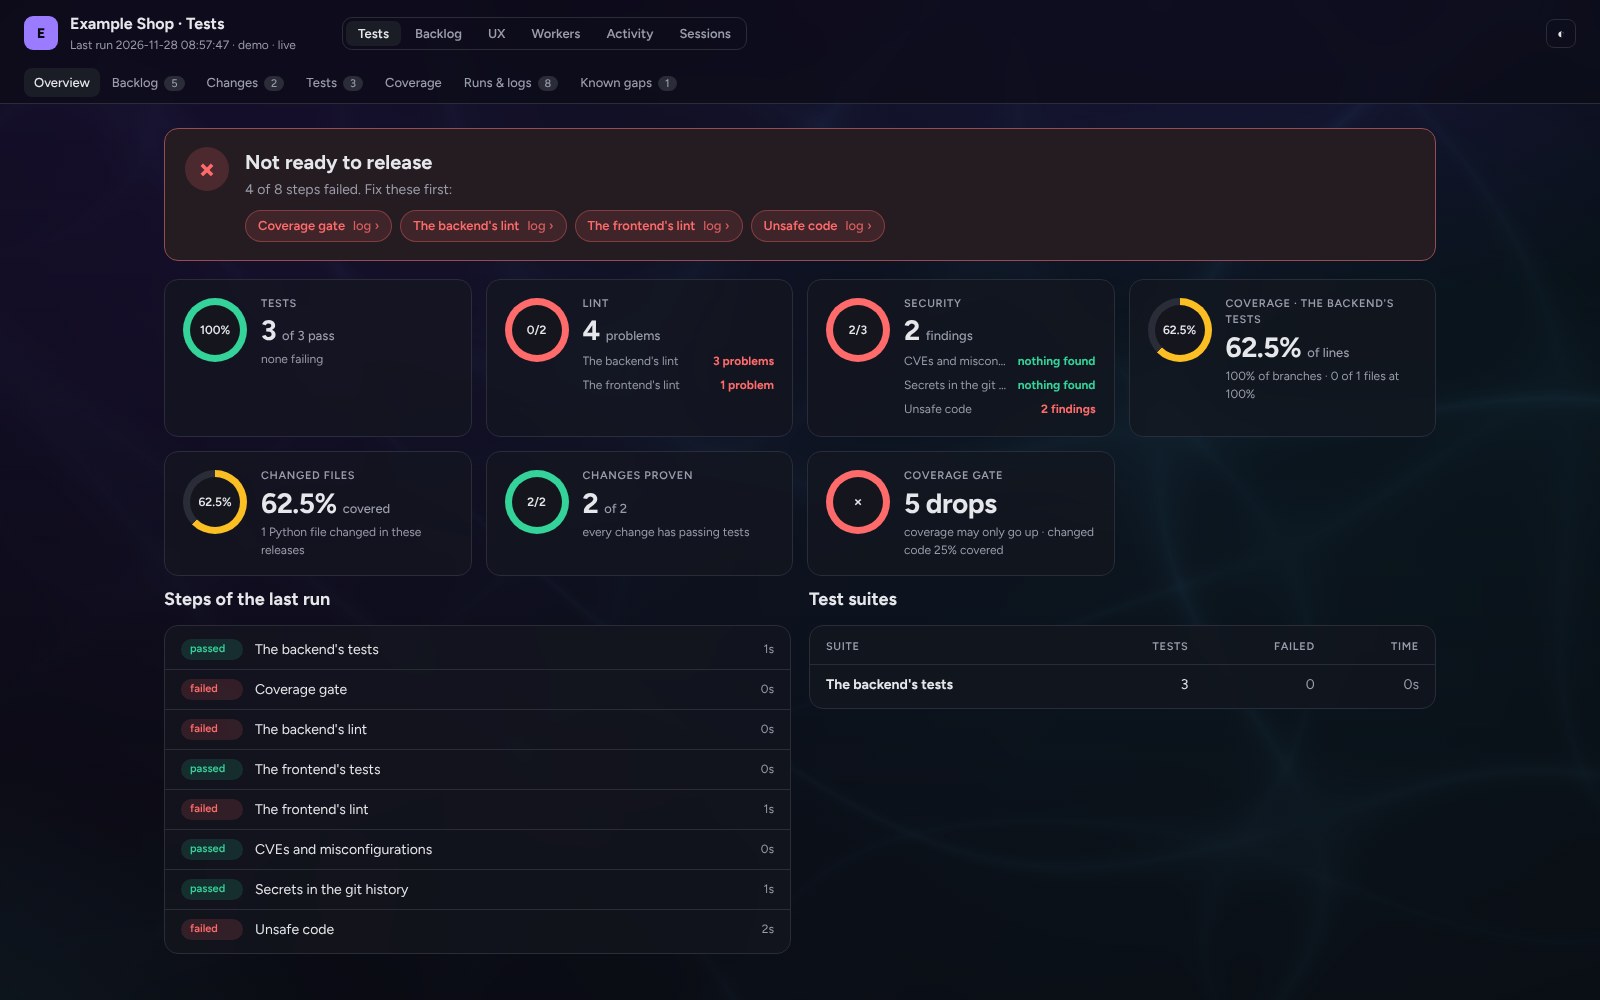 E
Example Shop · Tests
Last run 2026-11-28 08:57:47 · demo · live
Tests Backlog UX Workers Activity Sessions
Overview Backlog 5 Changes 2 Tests 3 Coverage Runs & logs 8 Known gaps 1
Not ready to release
4 of 8 steps failed. Fix these first:
Coverage gate log › The backend's lint log › The frontend's lint log › Unsafe code log ›
100%
TESTS
3 of 3 pass
none failing
0/2
LINT
4 problems
The backend's lint 3 problems
The frontend's lint 1 problem
2/3
SECURITY
2 findings
CVEs and miscon... nothing found
Secrets in the git ... nothing found
Unsafe code 2 findings
62.5%
COVERAGE · THE BACKEND'S
TESTS
62.5% of lines
100% of branches · 0 of 1 files at
100%
62.5%
CHANGED FILES
62.5% covered
1 Python file changed in these
releases
2/2
CHANGES PROVEN
2 of 2
every change has passing tests
×
COVERAGE GATE
5 drops
coverage may only go up · changed
code 25% covered
Steps of the last run
passed The backend's tests 1s
failed Coverage gate 0s
failed The backend's lint 0s
passed The frontend's tests 0s
failed The frontend's lint 1s
passed CVEs and misconfigurations 0s
passed Secrets in the git history 1s
failed Unsafe code 2s
Test suites
SUITE TESTS FAILED TIME
The backend's tests 3 0 0s